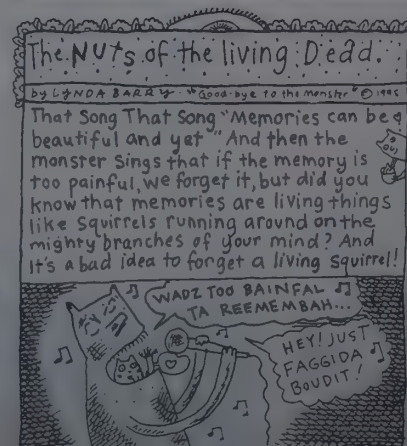 The NUTS of the living Dead.
by LYNDA BARRY • "Good-bye to the monster" © 1995
That Song That Song "Memories can be
beautiful and yet" And then the
monster sings that if the memory is
too painful, we forget it, but did you
know that memories are living things
like squirrels running around on the
mighty branches of your mind? And
It's a bad idea to forget a living squirrel!
WADZ TOO BAINFAL
TA REEMEMBAH...
HEY! JUST
FAGGIDA
BOUDIT!